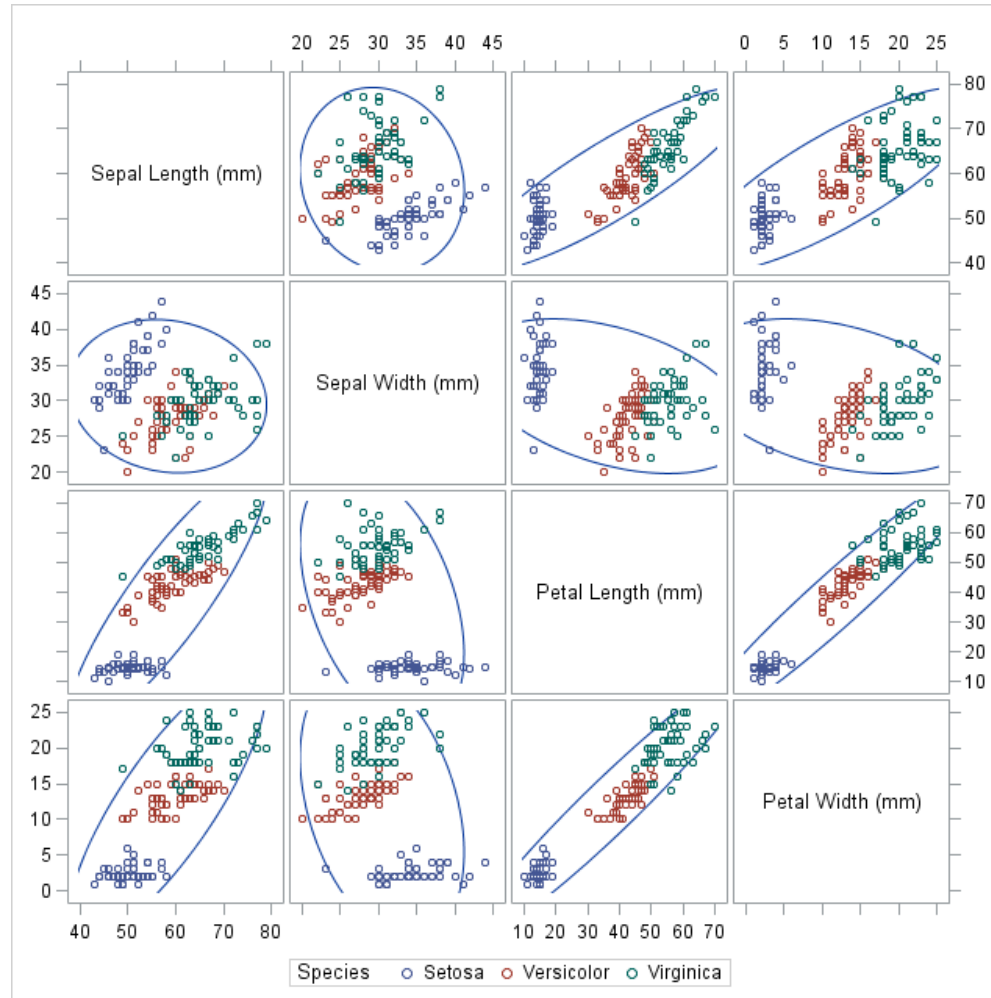 20 25 30 35 40 45
0 5 10 15 20 25
Sepal Length (mm)
80
70
60
50
40
45
40
35
30
25
20
Sepal Width (mm)
Petal Length (mm)
70
60
50
40
30
20
10
25
20
15
10
5
0
Petal Width (mm)
40 50 60 70 80
10 20 30 40 50 60 70
Species Setosa Versicolor Virginica